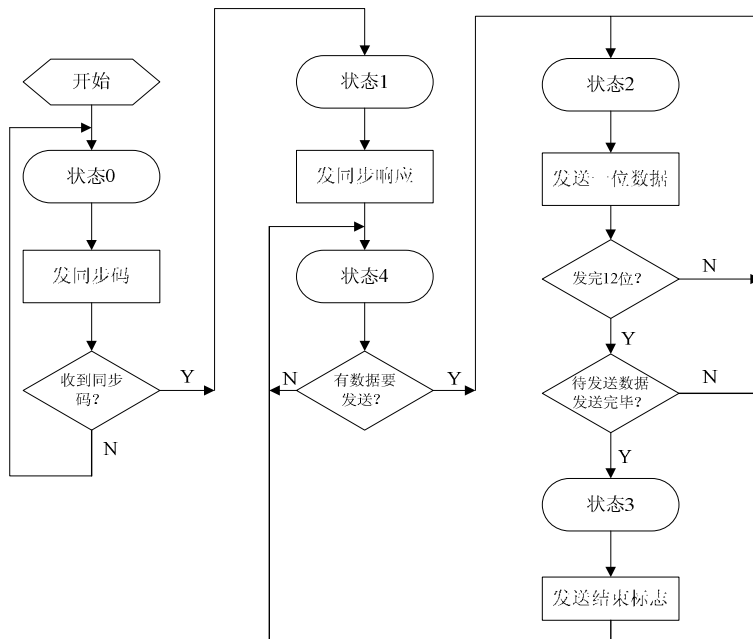 开始
状态0
发同步码
收到同步
码?
Y
N
状态1
发同步响应
状态4
有数据要
发送?
N
Y
状态2
发送一位数据
发完12位?
N
Y
待发送数据
发送完毕?
N
Y
状态3
发送结束标志